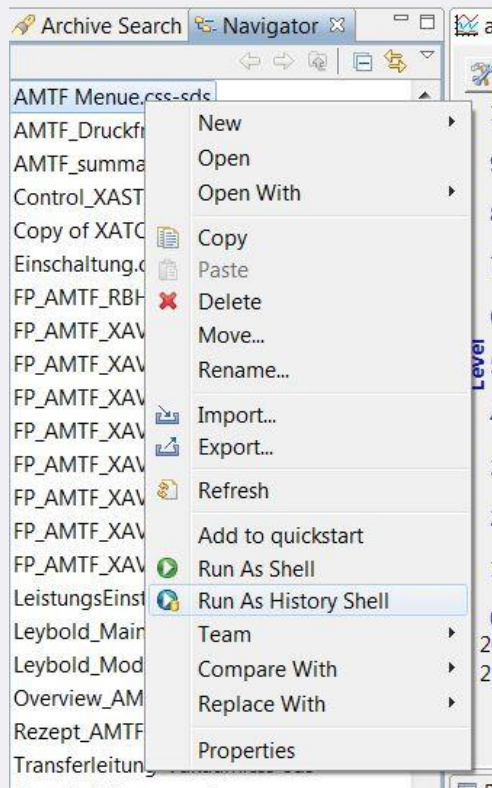 Archive Search Navigator
AMTF Menue.css-sds
AMTF_Druckfr
AMTF_summa
Control_XAST
Copy of XATC
Einschaltung.
FP_AMTF_RBH
FP_AMTF_XAV
FP_AMTF_XAV
FP_AMTF_XAV
FP_AMTF_XAV
FP_AMTF_XAV
FP_AMTF_XAV
FP_AMTF_XAV
FP_AMTF_XAV
LeistungsEinst
Leybold_Main
Leybold_Mod
Overview_AM
Rezept_AMTF
Transferleitung
New
Open
Open With
Copy
Paste
Delete
Move...
Rename...
Import...
Export...
Refresh
Add to quickstart
Run As Shell
Run As History Shell
Team
Compare With
Replace With
Properties
Level